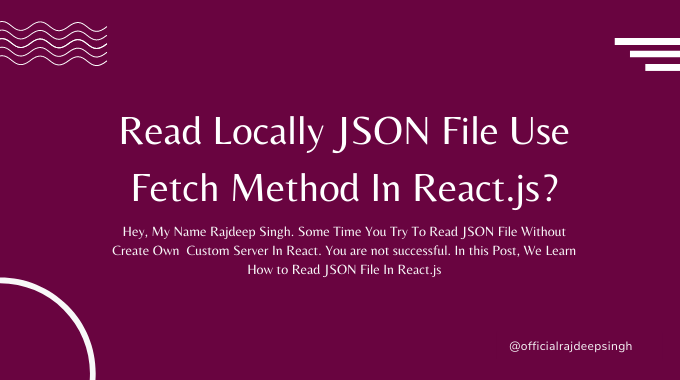 Read Locally JSON File Use
Fetch Method In React.js?
Hey, My Name Rajdeep Singh. Some Time You Try To Read JSON File Without
Create Own  Custom Server In React. You are not successful. In this Post, We Learn
How to Read JSON File In React.js
@officialrajdeepsingh